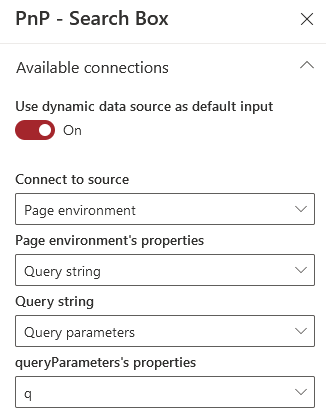 PnP - Search Box
Available connections
Use dynamic data source as default input
On
Connect to source
Page environment
Page environment's properties
Query string
Query string
Query parameters
queryParameters's properties
q